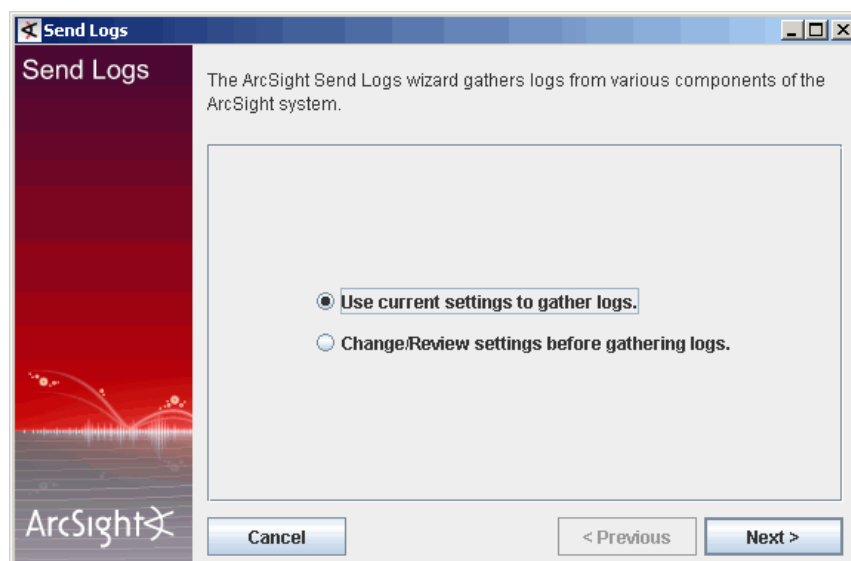 Send Logs
Send Logs
The ArcSight Send Logs wizard gathers logs from various components of the
ArcSight system.
Use current settings to gather logs.
Change/Review settings before gathering logs.
ArcSight
Cancel
< Previous
Next >